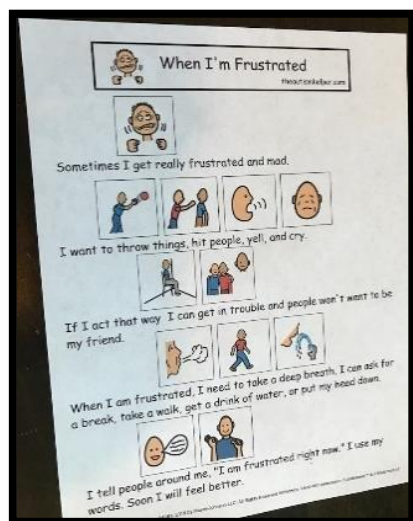 When I'm Frustrated
theautismhelper.com
Sometimes I get really frustrated and mad.
I want to throw things, hit people, yell, and cry.
If I act that way I can get in trouble and people won't want to be
my friend.
When I am frustrated, I need to take a deep breath. I can ask for
a break, take a walk, get a drink of water, or put my head down.
I tell people around me, "I am frustrated right now." I use my
words. Soon I will feel better.